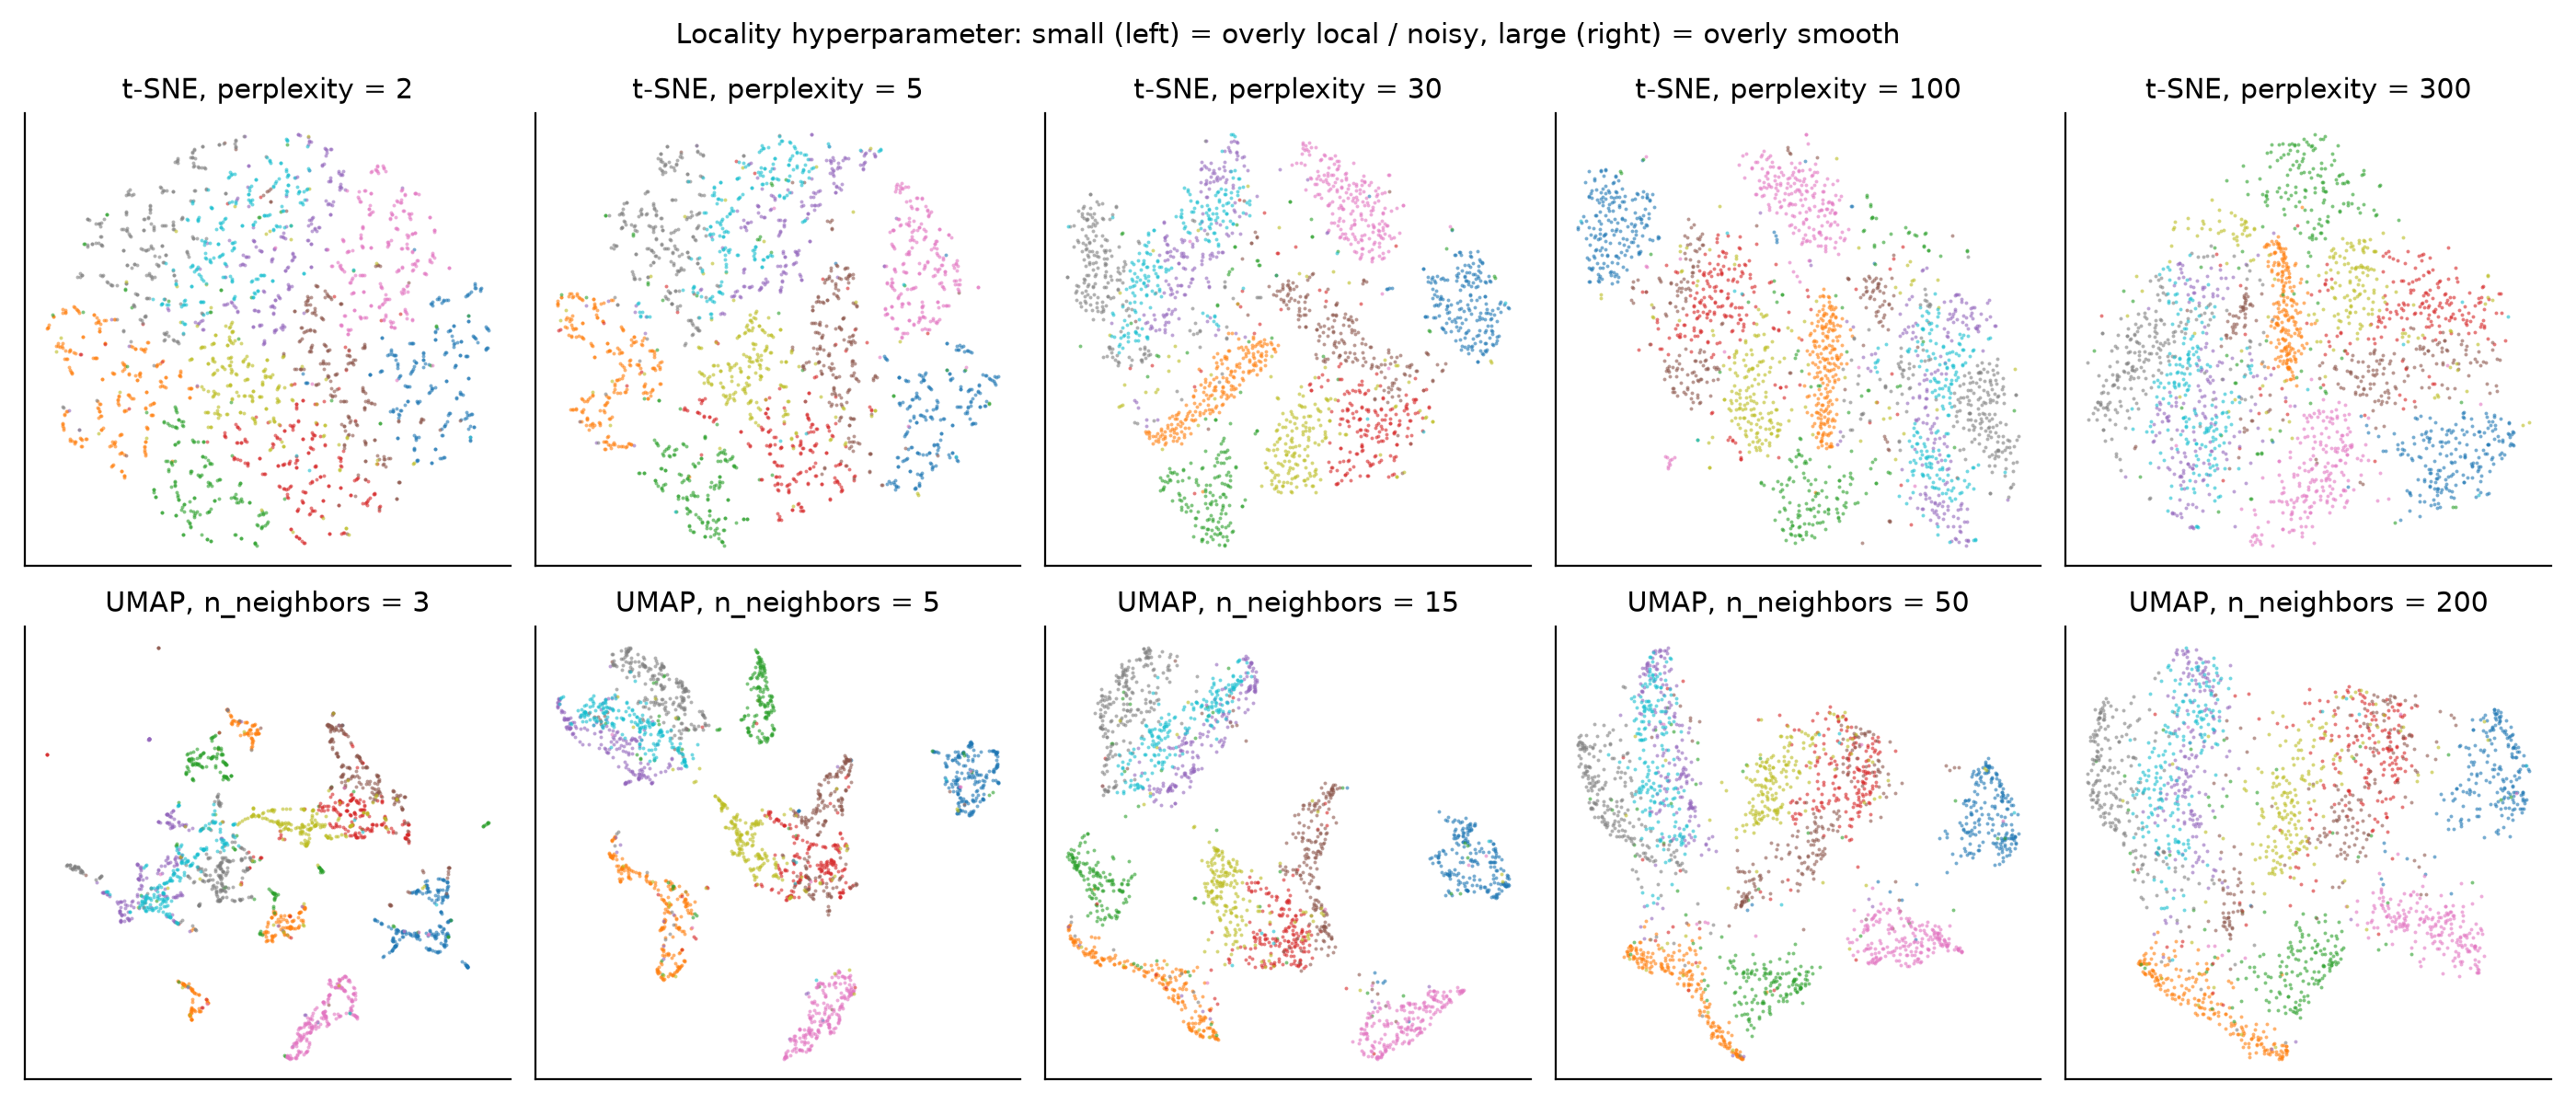 Locality hyperparameter: small (left) = overly local / noisy, large (right) = overly smooth
t-SNE, perplexity = 2
t-SNE, perplexity = 5
t-SNE, perplexity = 30
t-SNE, perplexity = 100
t-SNE, perplexity = 300
UMAP, n_neighbors = 3
UMAP, n_neighbors = 5
UMAP, n_neighbors = 15
UMAP, n_neighbors = 50
UMAP, n_neighbors = 200